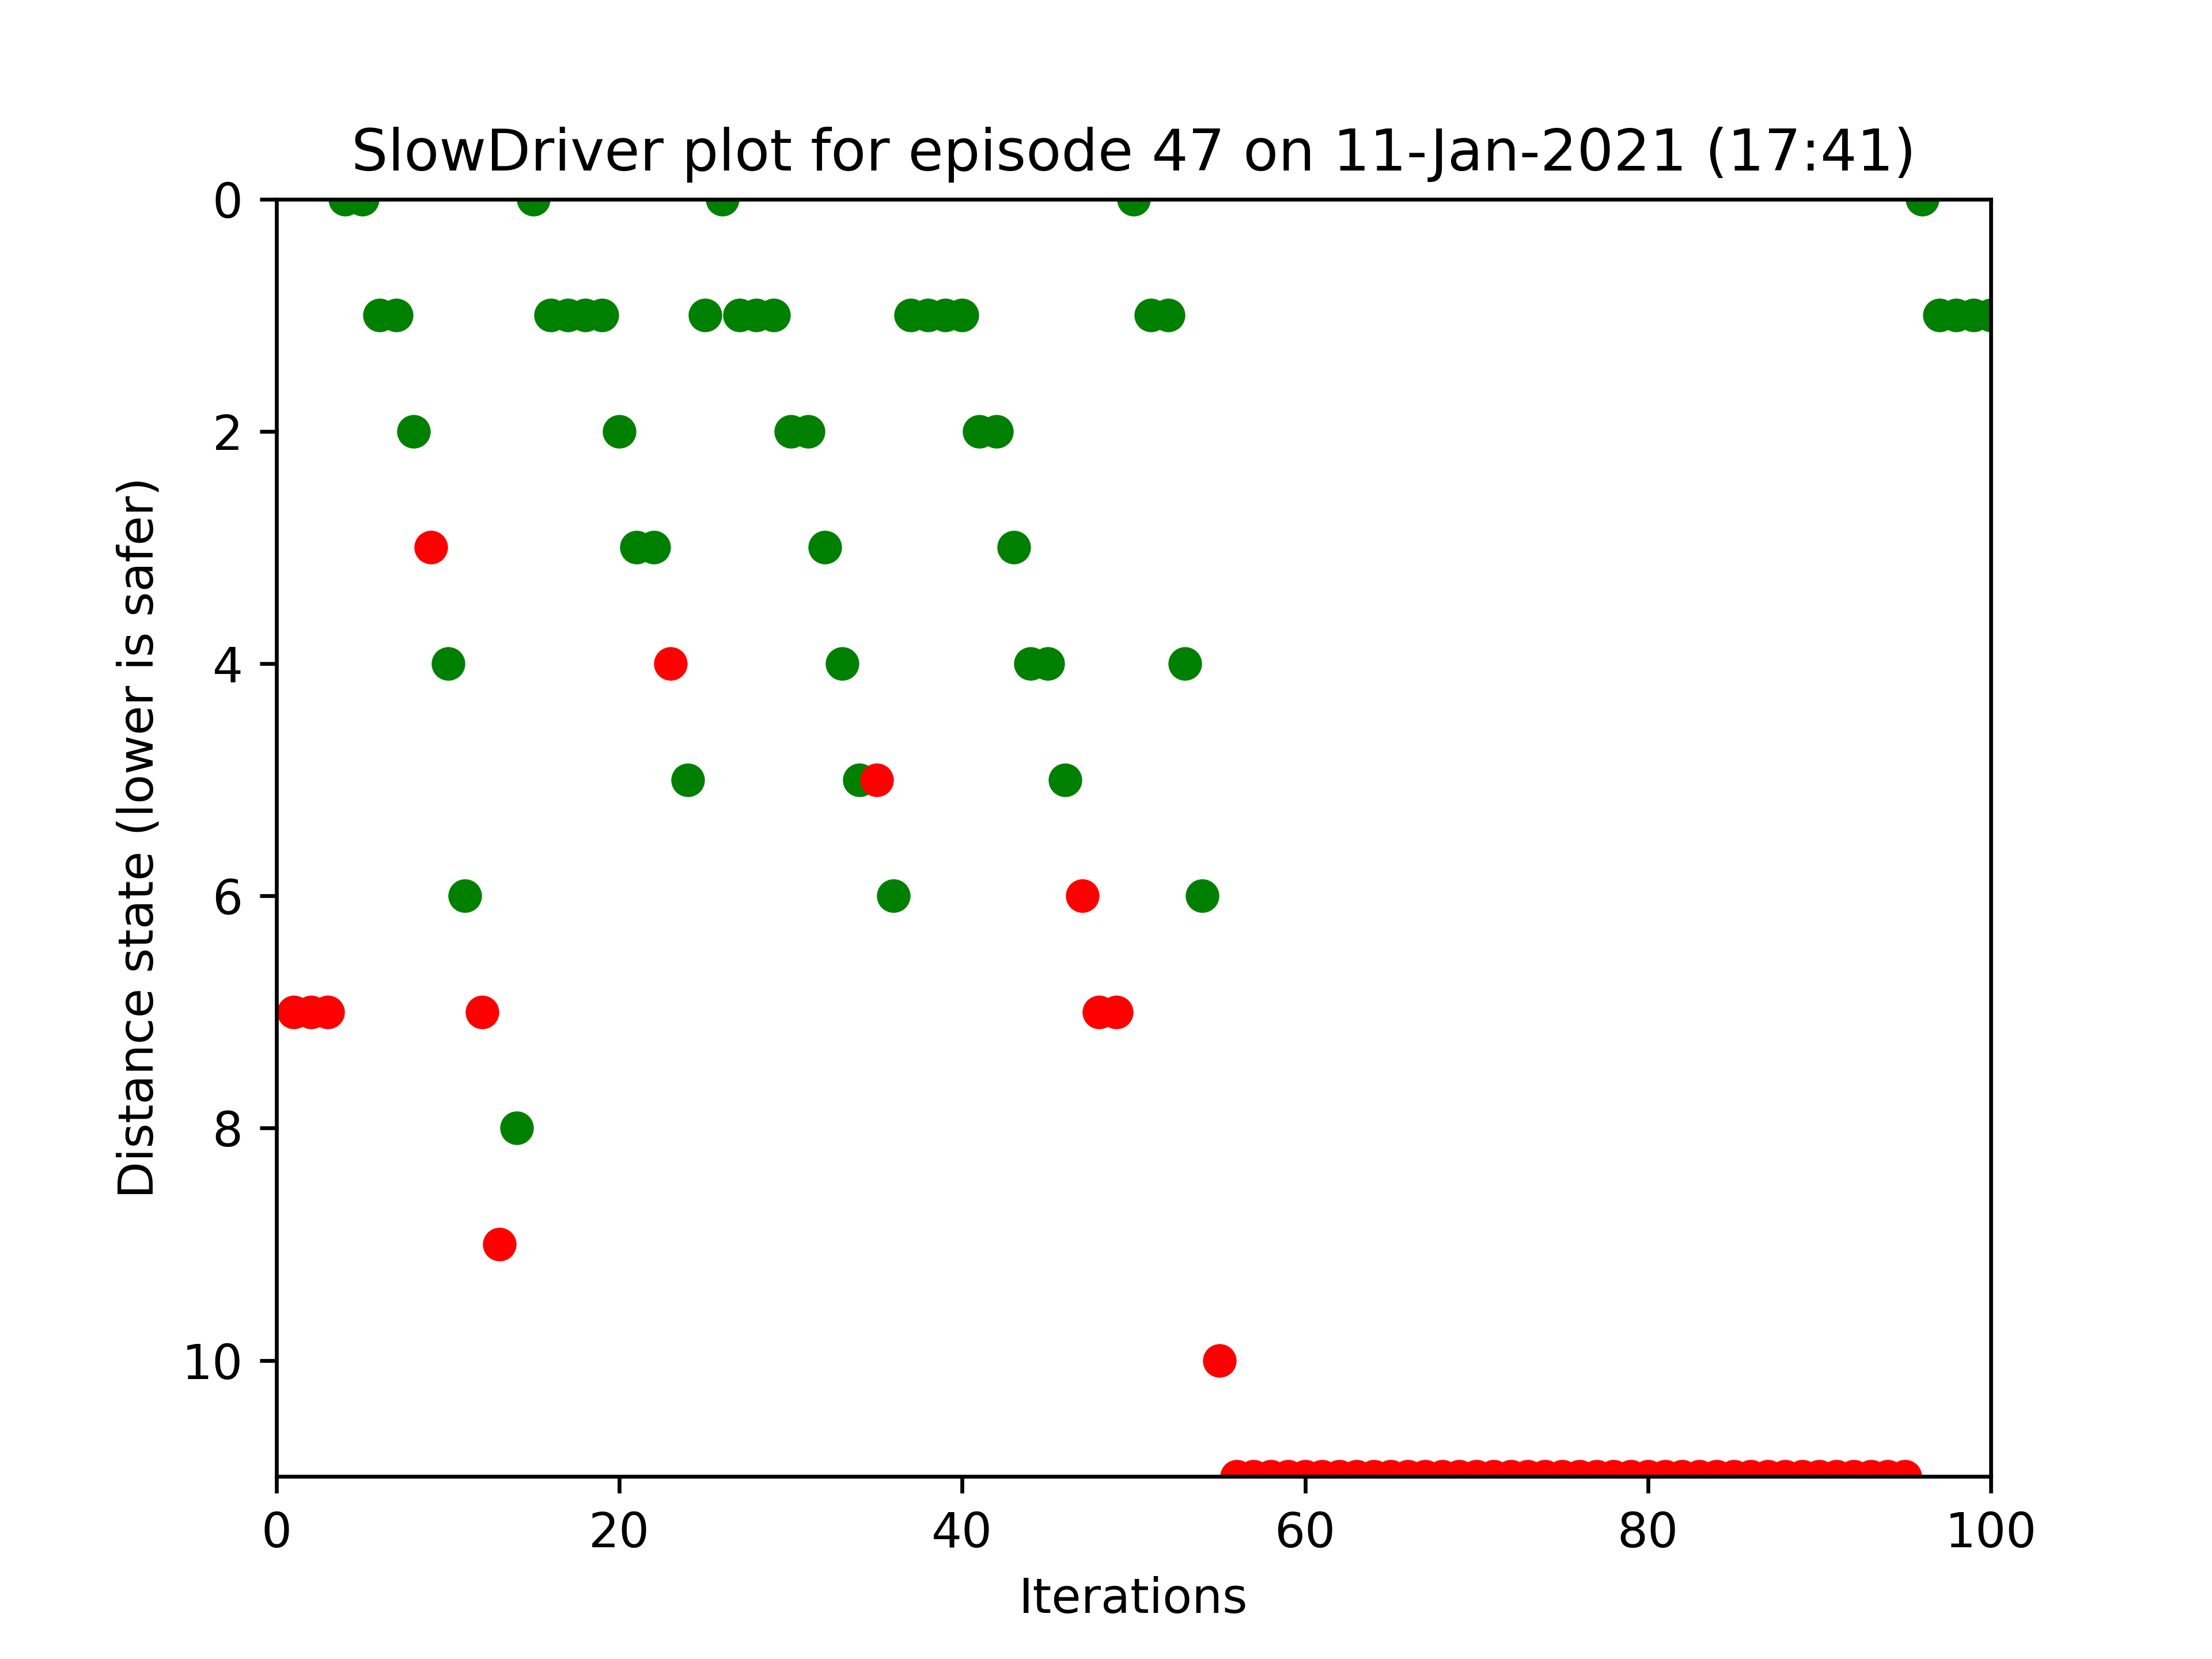 SlowDriver plot for episode 47 on 11-Jan-2021 (17:41)
0
2
4
6
8
10
Distance state (lower is safer)
0 20 40 60 80 100
Iterations